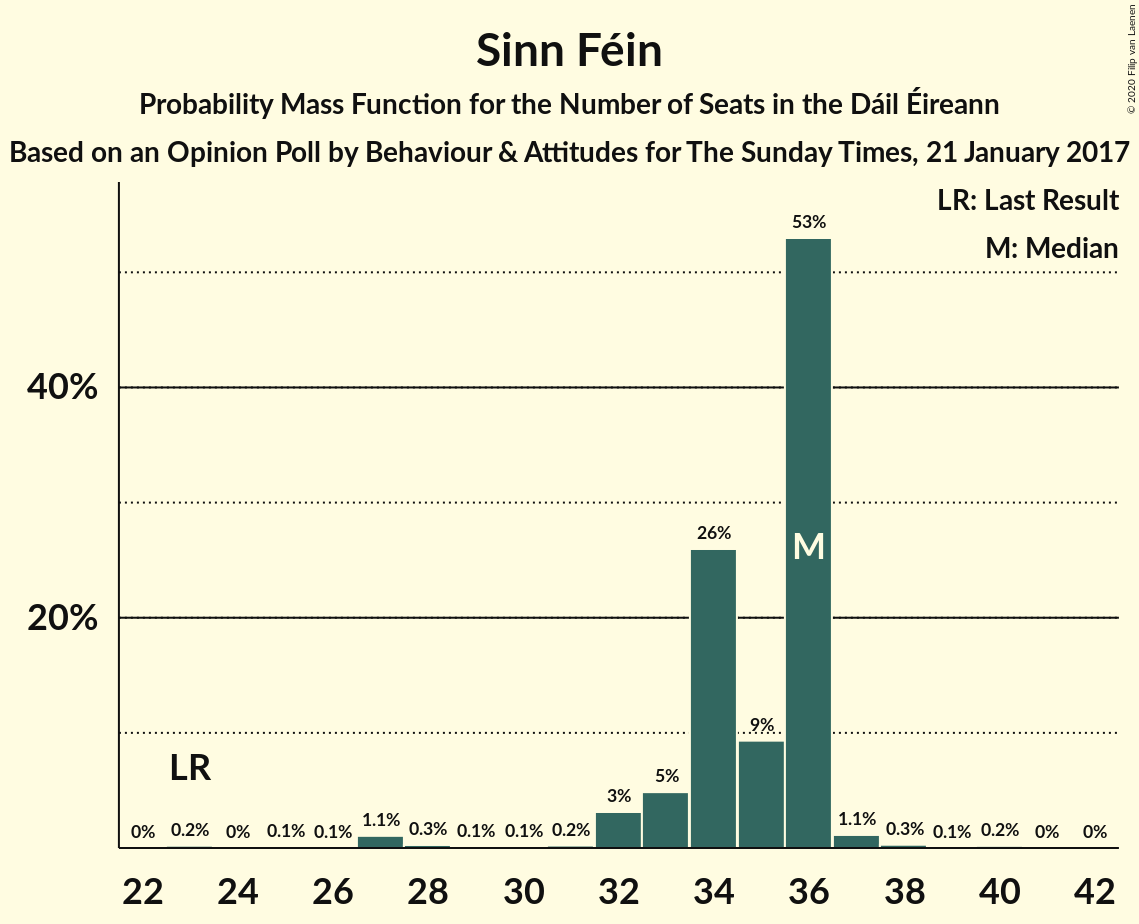 Sinn Féin
Probability Mass Function for the Number of Seats in the Dáil Éireann
Based on an Opinion Poll by Behaviour & Attitudes for The Sunday Times, 21 January 2017
© 2020 Filip van Laenen
LR: Last Result
M: Median
40%
20%
LR
M
0% 0.2% 0% 0.1% 0.1% 1.1% 0.3% 0.1% 0.1% 0.2% 3% 5% 26% 9% 53% 1.1% 0.3% 0.1% 0.2% 0% 0%
22 24 26 28 30 32 34 36 38 40 42